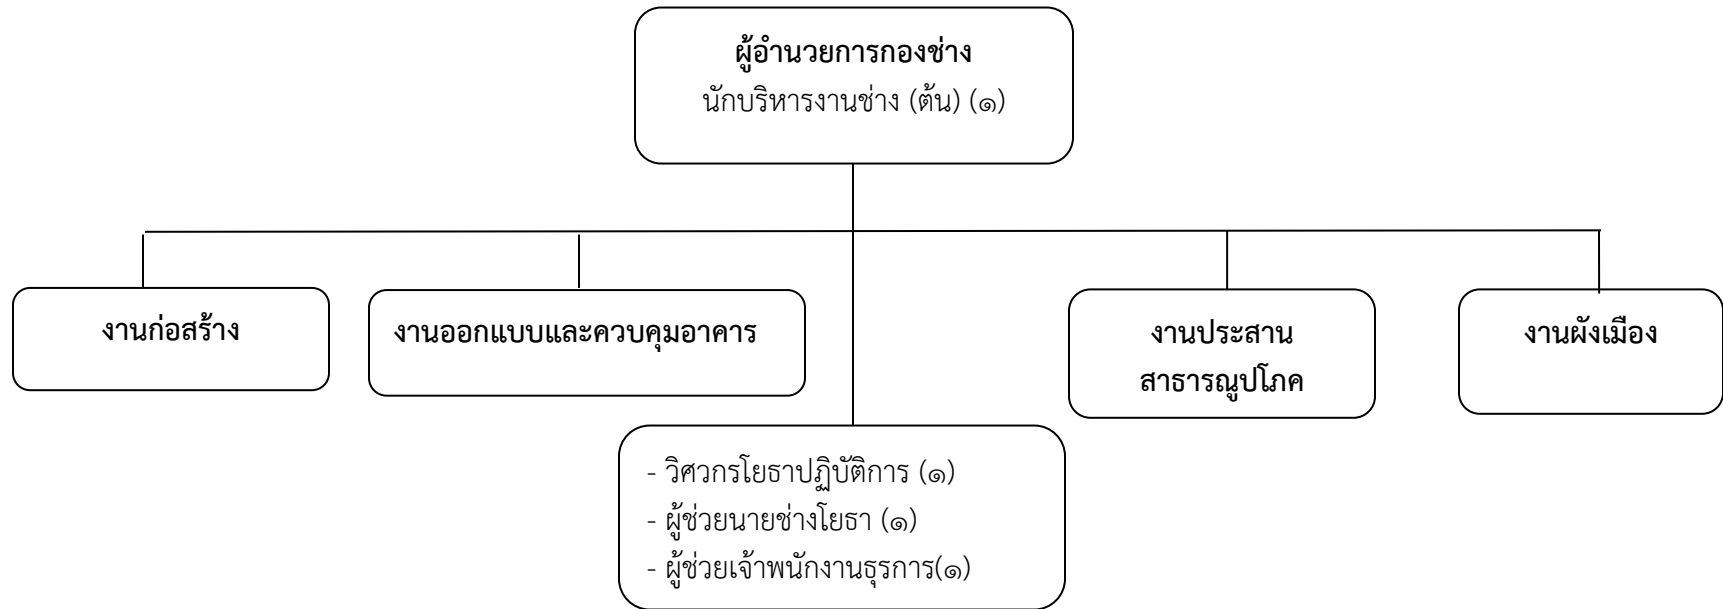 ผู้อำนวยการกองช่าง
นักบริหารงานช่าง (ต้น) (๑)
งานก่อสร้าง
งานออกแบบและควบคุมอาคาร
งานประสาน
สาธารณูปโภค
งานผังเมือง
- วิศวกรโยธาปฏิบัติการ (๑)
- ผู้ช่วยนายช่างโยธา (๑)
- ผู้ช่วยเจ้าพนักงานธุรการ(๑)